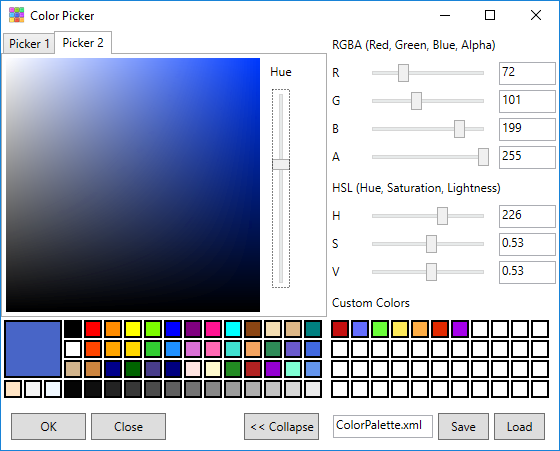 Color Picker
Picker 1 Picker 2
Hue
RGBA (Red, Green, Blue, Alpha)
R 72
G 101
B 199
A 255
HSL (Hue, Saturation, Lightness)
H 226
S 0.53
V 0.53
Custom Colors
OK Close << Collapse ColorPalette.xml Save Load